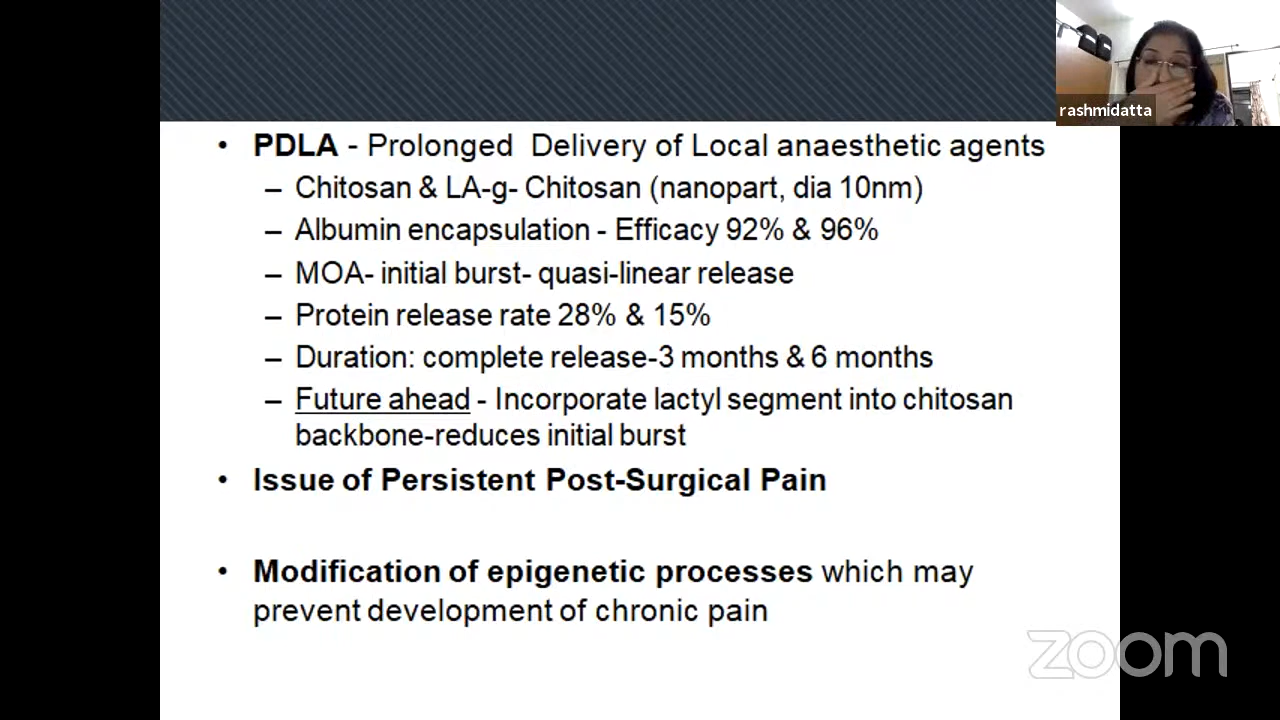 rashmidatta
• PDLA - Prolonged Delivery of Local anaesthetic agents
– Chitosan & LA-g- Chitosan (nanopart, dia 10nm)
– Albumin encapsulation - Efficacy 92% & 96%
– MOA- initial burst- quasi-linear release
– Protein release rate 28% & 15%
– Duration: complete release-3 months & 6 months
– Future ahead - Incorporate lactyl segment into chitosan
backbone-reduces initial burst
• Issue of Persistent Post-Surgical Pain
• Modification of epigenetic processes which may
prevent development of chronic pain
zoom